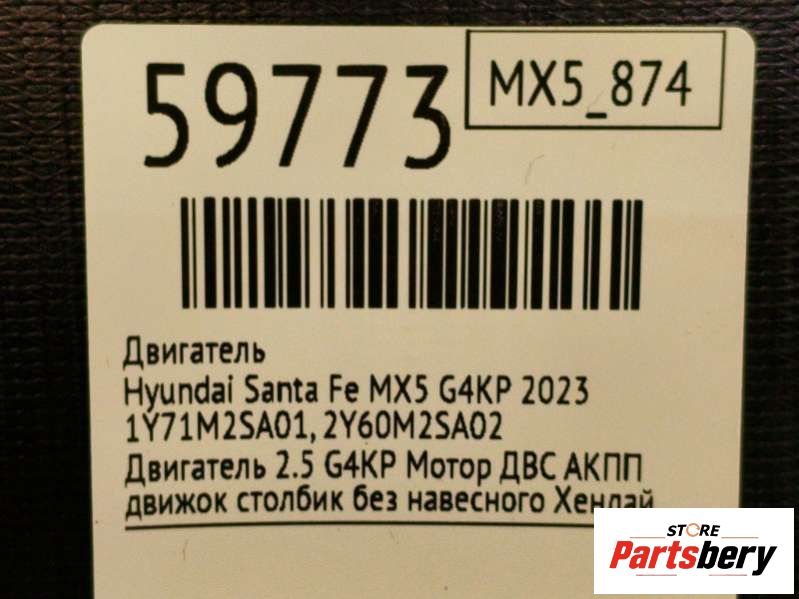 59773
MX5_874
Двигатель
Hyundai Santa Fe MX5 G4KP 2023
1Y71M2SA01, 2Y60M2SA02
Двигатель 2.5 G4KP Мотор ДВС АКПП
движок столбик без навесного Хендай
STORE
Partsbery